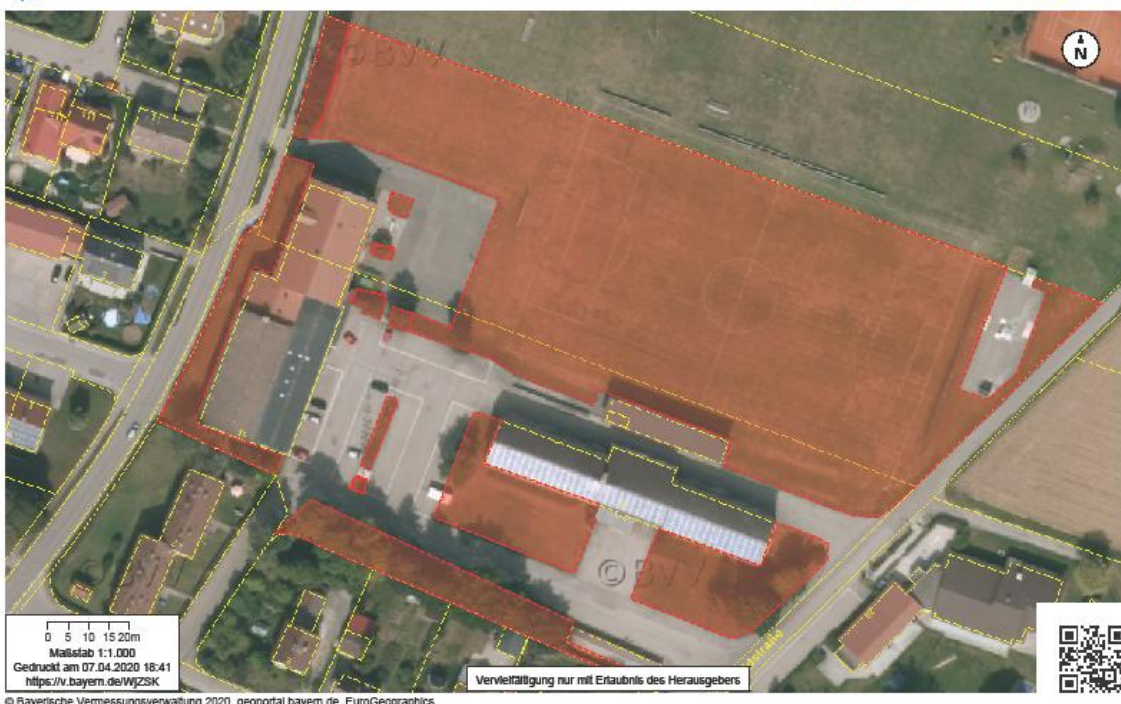 © BVV
N
© BVV
© BVV
0 5 10 15 20m
Maßstab 1:1.000
Gedruckt am 07.04.2020 18:41
https://v.bayern.de/WjZSK
Vervielfältigung nur mit Erlaubnis des Herausgebers
© Bayerische Vermessungsverwaltung 2020, geoportal.bayern.de, EuroGeographics